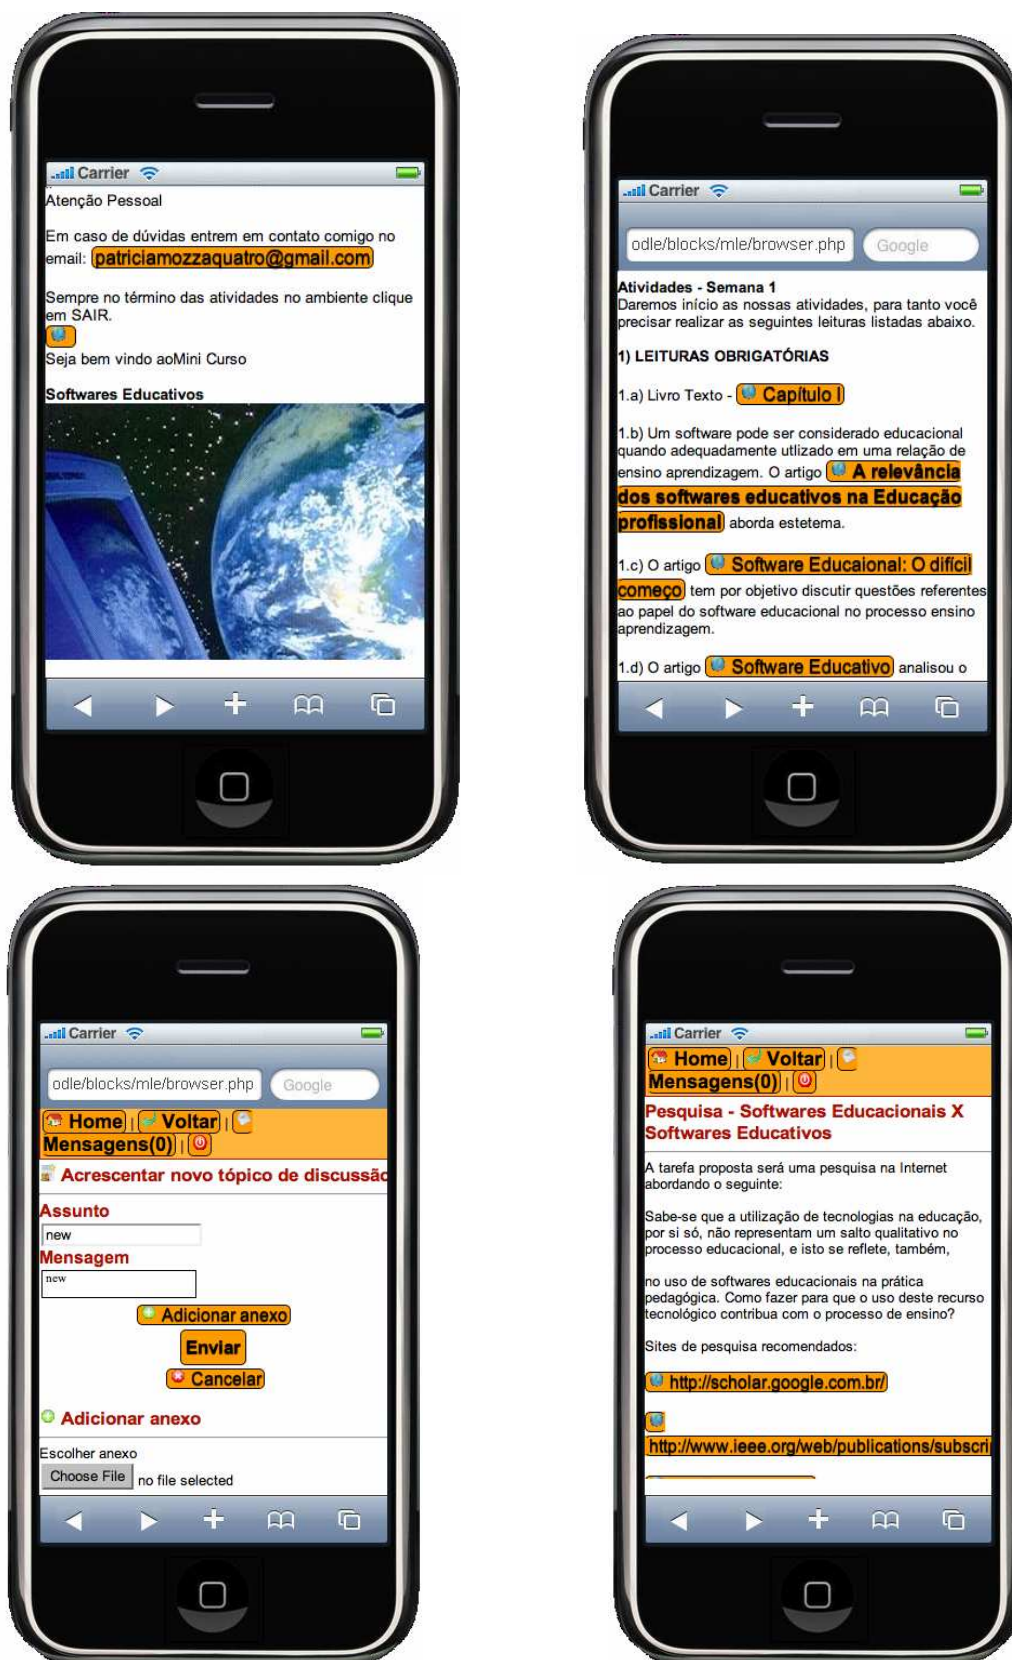 Carrier
Atenção Pessoal
Em caso de dúvidas entrem em contato comigo no
email: patriciamozzaquatro@gmail.com
Sempre no término das atividades no ambiente clique
em SAIR.
Seja bem vindo aoMini Curso
Softwares Educativos
Carrier
odle/blocks/mle/browser.php
Google
Atividades - Semana 1
Daremos início as nossas atividades, para tanto você
precisar realizar as seguintes leituras listadas abaixo.
1) LEITURAS OBRIGATÓRIAS
1.a) Livro Texto - Capítulo I
1.b) Um software pode ser considerado educacional
quando adequadamente utlizado em uma relação de
ensino aprendizagem. O artigo A relevância
dos softwares educativos na Educação
profissional aborda estetema.
1.c) O artigo Software Educaional: O difícil
começo tem por objetivo discutir questões referentes
ao papel do software educacional no processo ensino
aprendizagem.
1.d) O artigo Software Educativo analisou o
Carrier
odle/blocks/mle/browser.php
Google
Home | Voltar |
Mensagens(0) |
Acrescentar novo tópico de discussão
Assunto
new
Mensagem
new
Adicionar anexo
Enviar
Cancelar
Adicionar anexo
Escolher anexo
Choose File no file selected
Carrier
Home | Voltar |
Mensagens(0) |
Pesquisa - Softwares Educacionais X
Softwares Educativos
A tarefa proposta será uma pesquisa na Internet
abordando o seguinte:
Sabe-se que a utilização de tecnologias na educação,
por si só, não representam um salto qualitativo no
processo educacional, e isto se reflete, também,
no uso de softwares educacionais na prática
pedagógica. Como fazer para que o uso deste recurso
tecnológico contribua com o processo de ensino?
Sites de pesquisa recomendados:
http://scholar.google.com.br/
http://www.ieee.org/web/publications/subscri